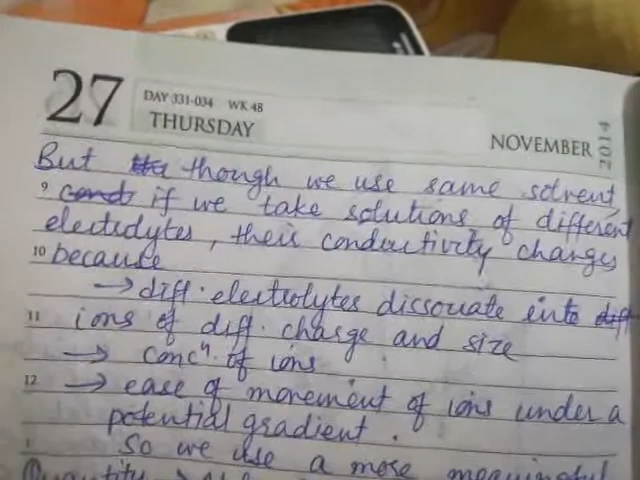 27
DAY 331-034 WK 48
THURSDAY
NOVEMBER 2014
But though we use same solvent,
9 if we take solutions of different
electrolytes, their conductivity changes
10 because
→ diff. electrolytes dissociate into
11 ions of diff. charge and size
→ concⁿ. of ions
12 → ease of movement of ions under a
potential gradient.
1 So we use a more meaningful
Quantity →